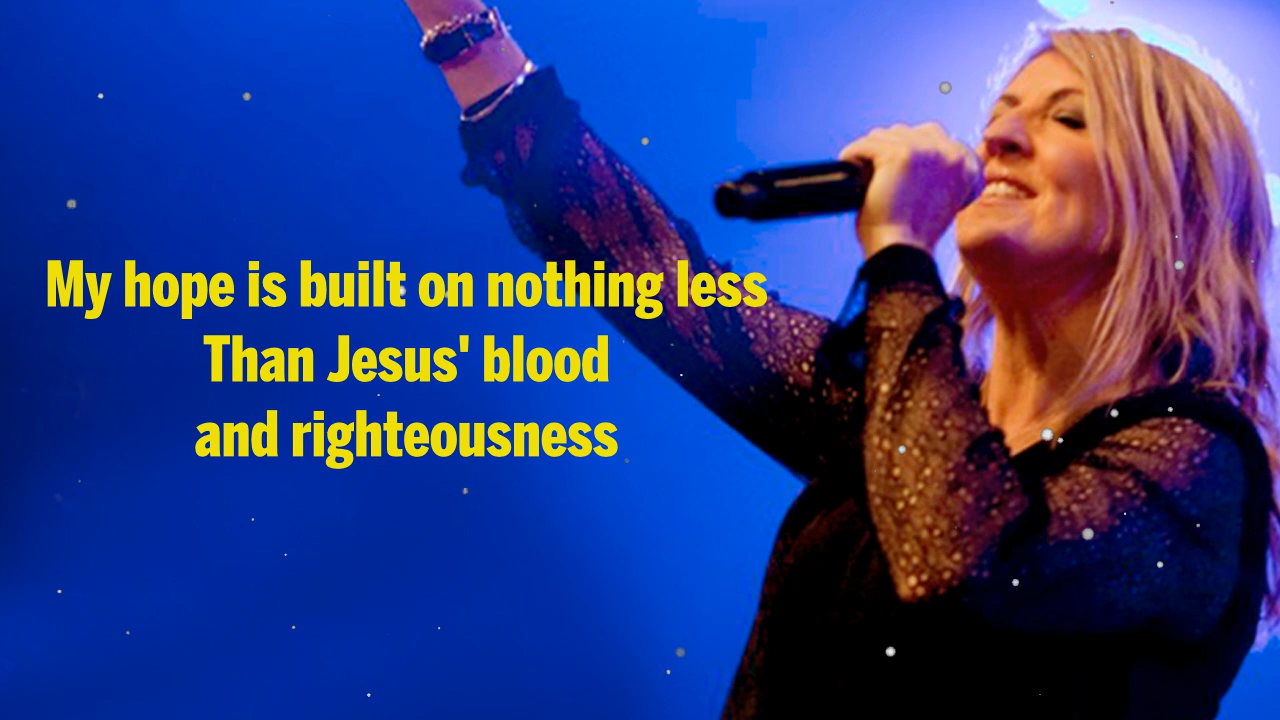 My hope is built on nothing less
Than Jesus' blood
and righteousness